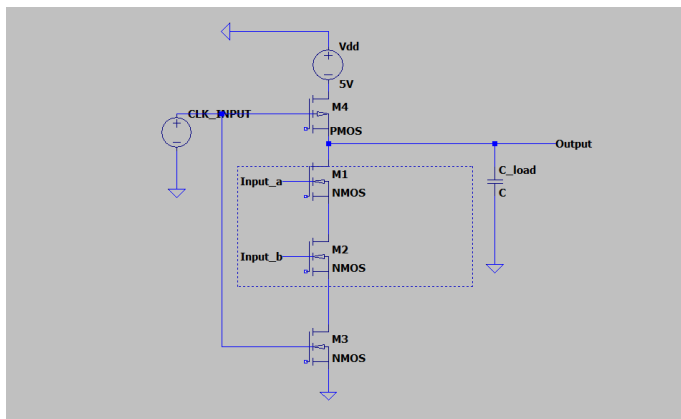 Vdd
+
5V
M4
CLK_INPUT
+
PMOS
Output
M1
C_load
Input_a
NMOS
C
M2
Input_b
NMOS
M3
NMOS